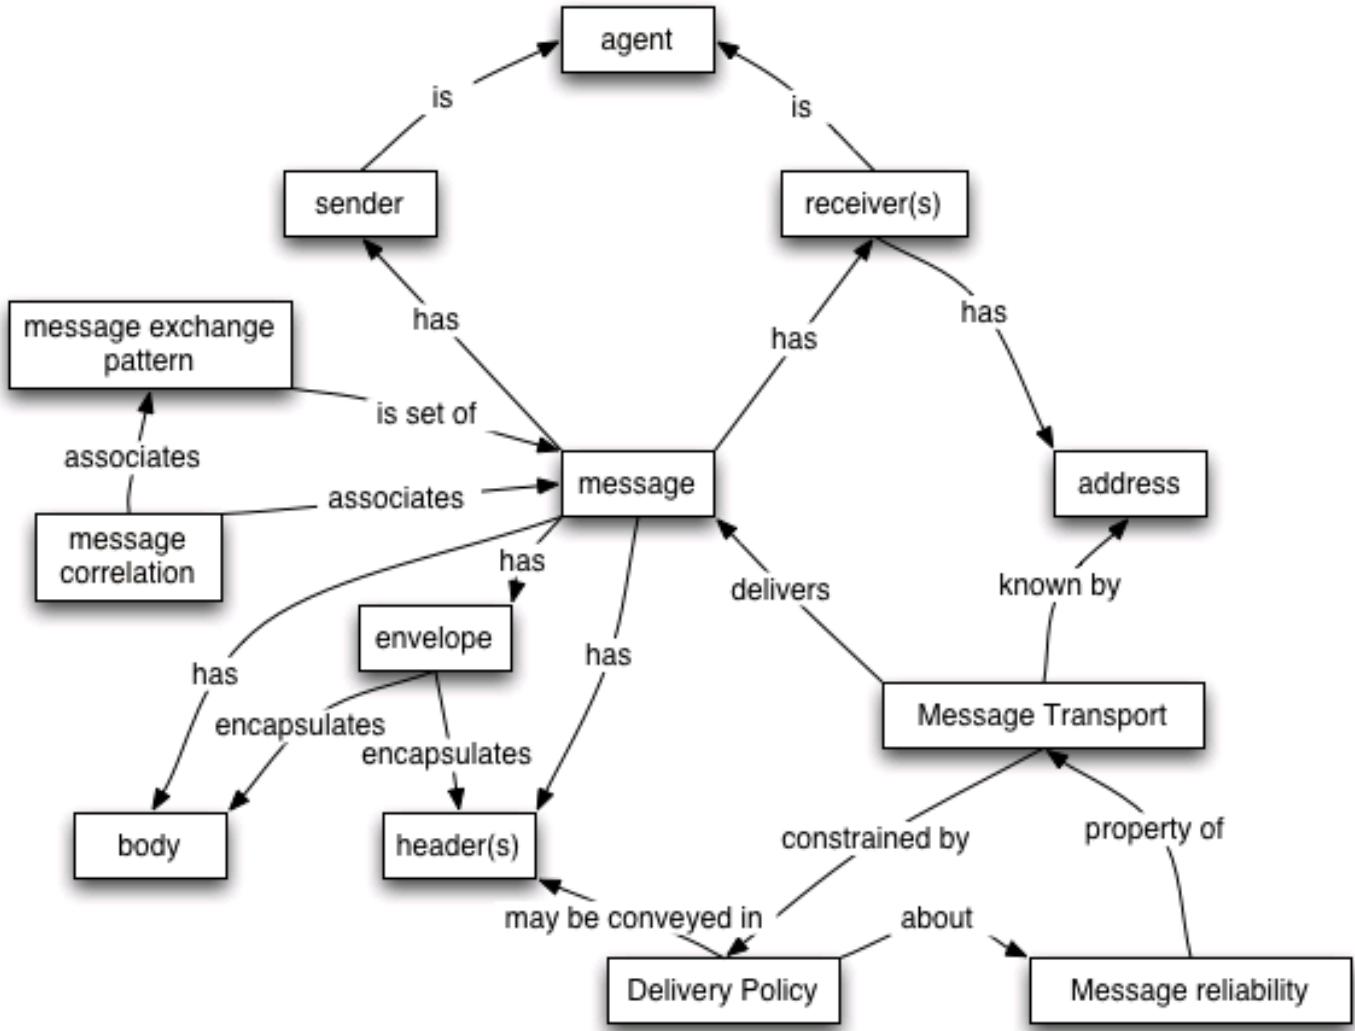 agent
is
is
sender
receiver(s)
has
has
has
message exchange
pattern
is set of
associates
associates
message
address
message
correlation
has
delivers
known by
envelope
has
has
encapsulates
encapsulates
Message Transport
body
header(s)
constrained by
property of
may be conveyed in
about
Delivery Policy
Message reliability